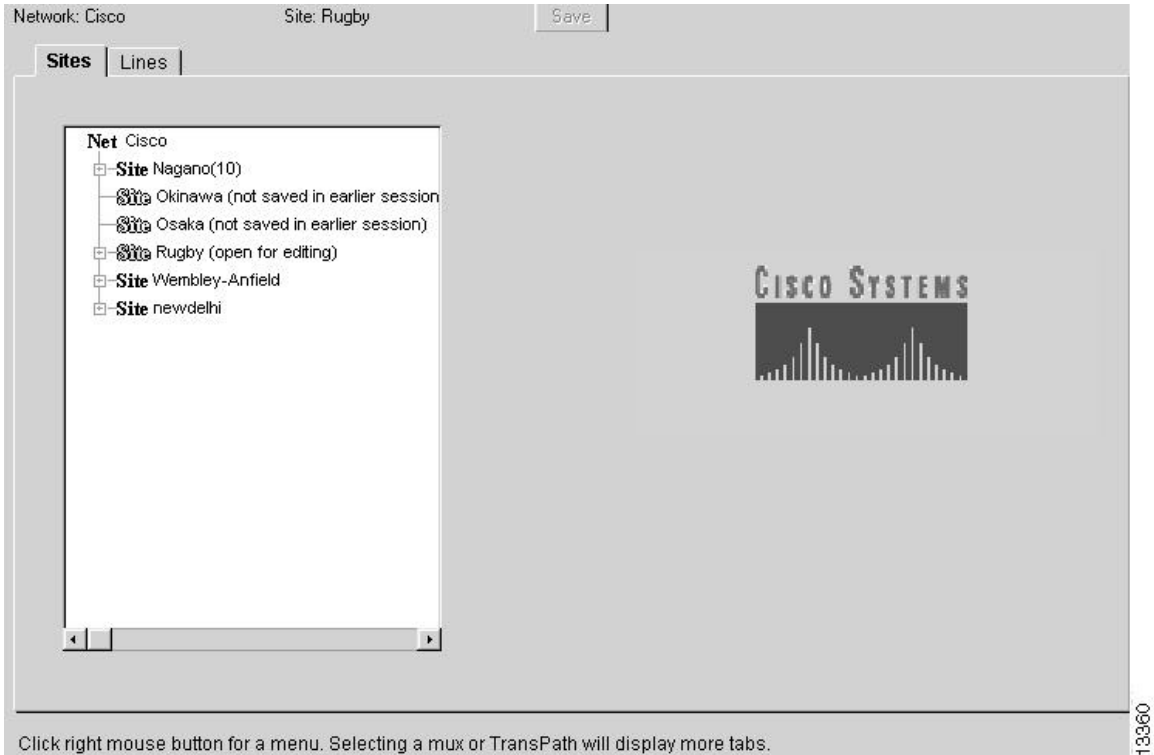 Network: Cisco Site: Rugby Save
Sites Lines
Net Cisco
Site Nagano(10)
Site Okinawa (not saved in earlier session
Site Osaka (not saved in earlier session)
Site Rugby (open for editing)
Site Wembley-Anfield
Site newdelhi
CISCO SYSTEMS
Click right mouse button for a menu. Selecting a mux or TransPath will display more tabs.
13360